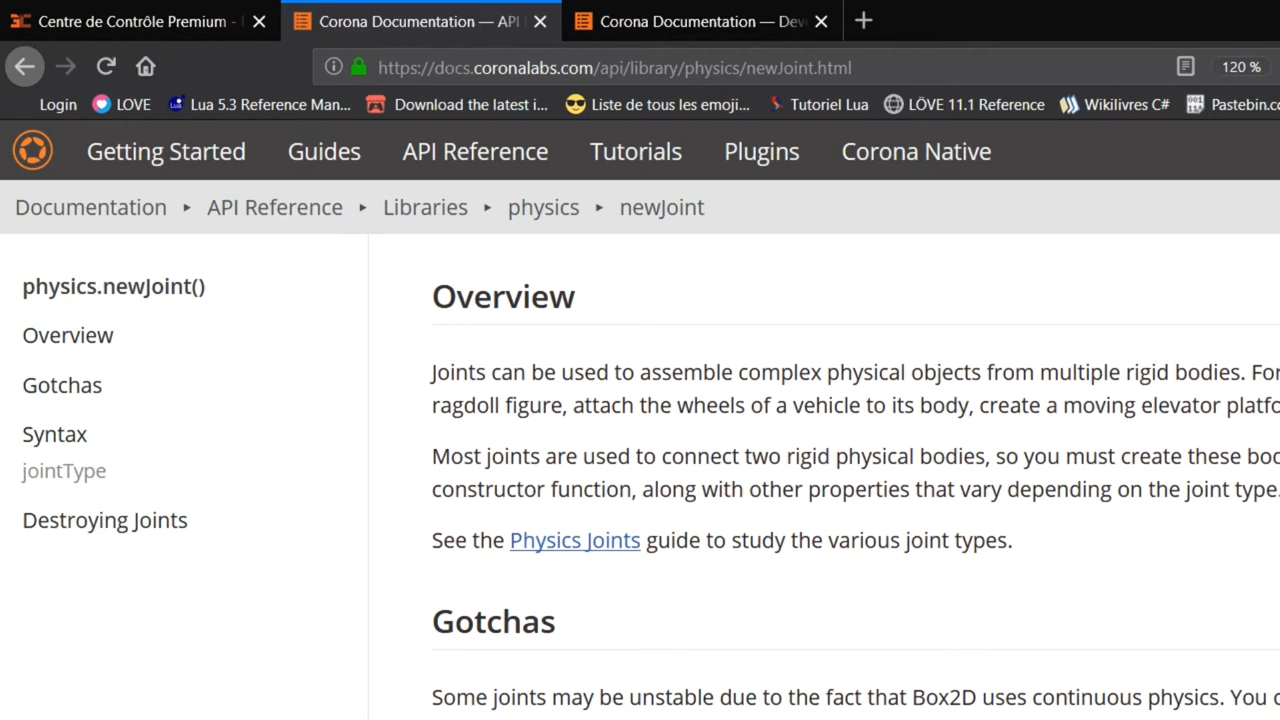 Centre de Contrôle Premium -
Corona Documentation — API
Corona Documentation — Dev
https://docs.coronalabs.com/api/library/physics/newJoint.html
120 %
Login
LOVE
Lua 5.3 Reference Man...
Download the latest i...
Liste de tous les emoji...
Tutoriel Lua
LÖVE 11.1 Reference
Wikilivres C#
Pastebin.co
Getting Started
Guides
API Reference
Tutorials
Plugins
Corona Native
Documentation ▸ API Reference ▸ Libraries ▸ physics ▸ newJoint
physics.newJoint()
Overview
Gotchas
Syntax
jointType
Destroying Joints
Overview
Joints can be used to assemble complex physical objects from multiple rigid bodies. For
ragdoll figure, attach the wheels of a vehicle to its body, create a moving elevator platfo
Most joints are used to connect two rigid physical bodies, so you must create these bod
constructor function, along with other properties that vary depending on the joint type.
See the Physics Joints guide to study the various joint types.
Gotchas
Some joints may be unstable due to the fact that Box2D uses continuous physics. You c